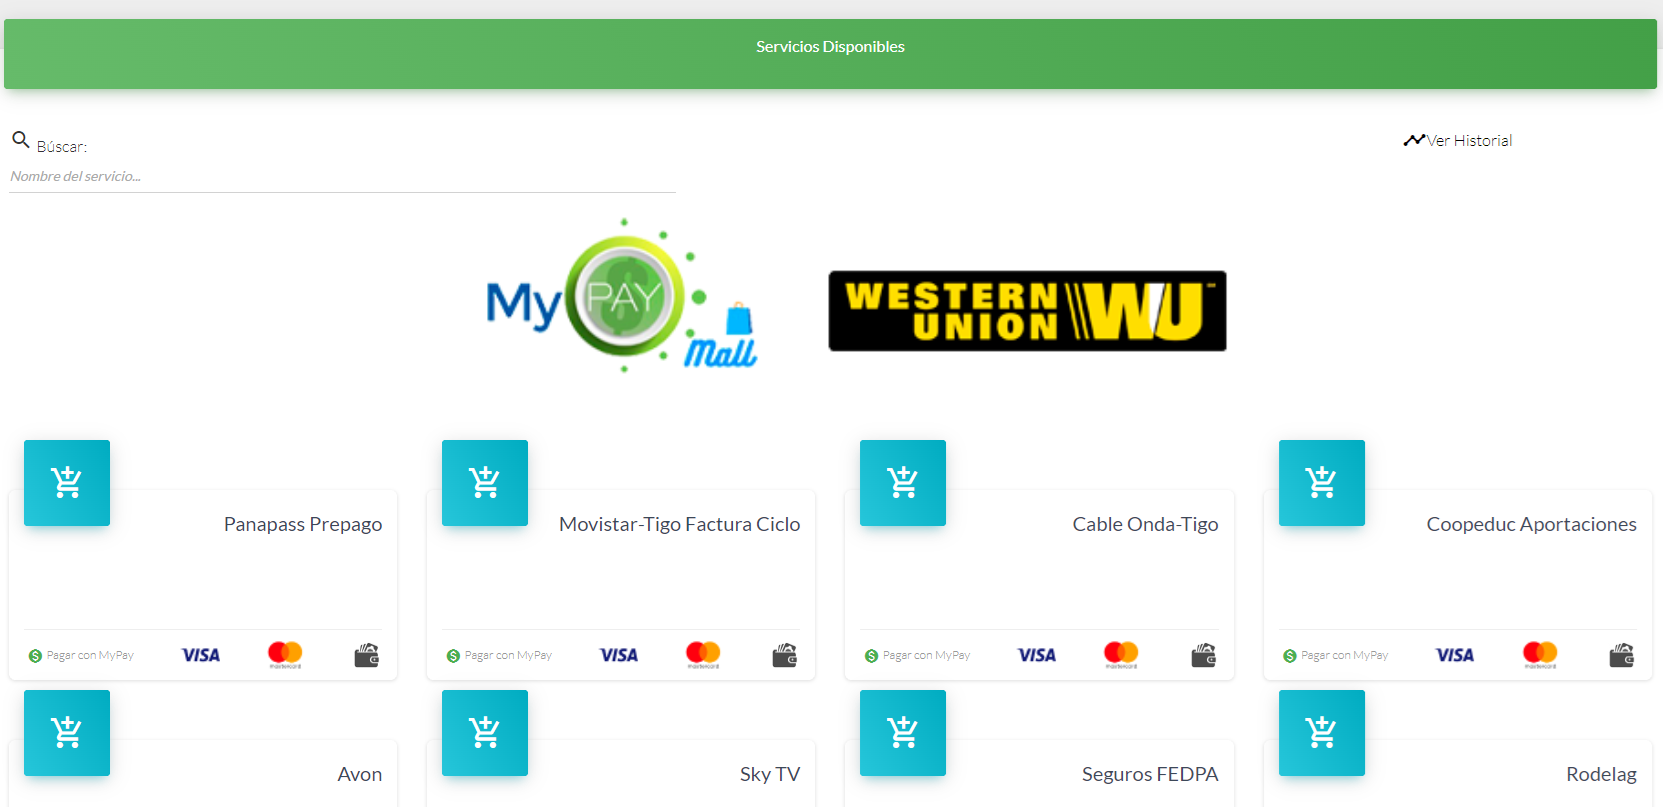 Servicios Disponibles
Búscar:
Ver Historial
Nombre del servicio...
My PAY Mall
WESTERN UNION WU
Panapass Prepago
Movistar-Tigo Factura Ciclo
Cable Onda-Tigo
Coopeduc Aportaciones
Pagar con MyPay VISA mastercard
Pagar con MyPay VISA mastercard
Pagar con MyPay VISA mastercard
Pagar con MyPay VISA mastercard
Avon
Sky TV
Seguros FEDPA
Rodelag